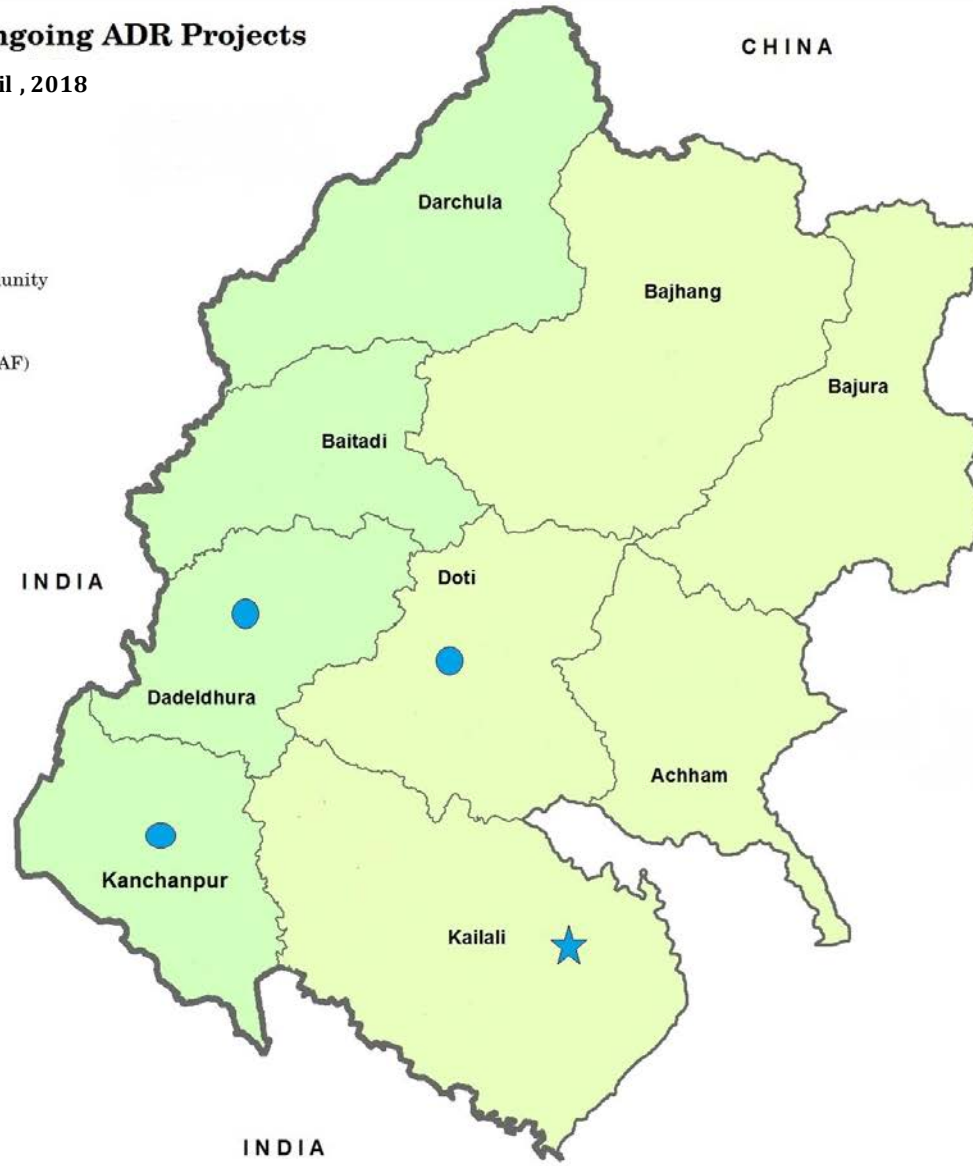 ngoing ADR Projects
il , 2018
CHINA
Darchula
unity
Bajhang
AF)
Bajura
Baitadi
INDIA
Doti
Dadeldhura
Achham
Kanchanpur
Kailali
INDIA